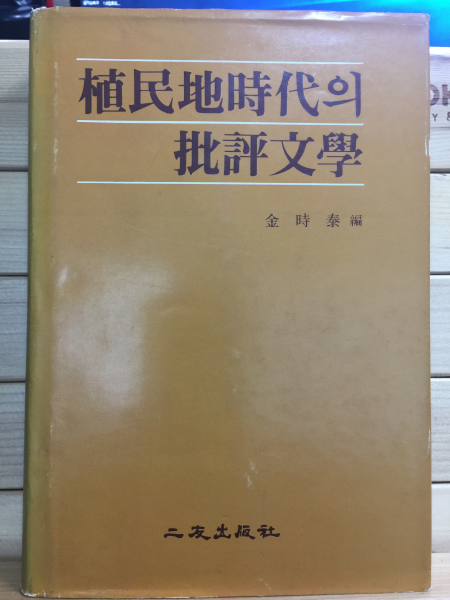 植民地時代의
批評文學
金時泰 編
二友出版社